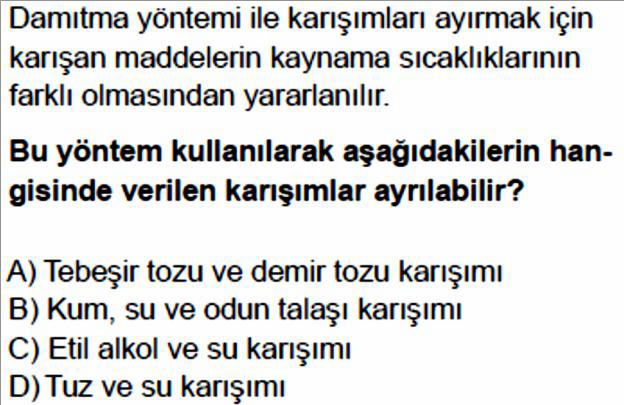 Damıtma yöntemi ile karışımları ayırmak için
karışan maddelerin kaynama sıcaklıklarının
farklı olmasından yararlanılır.
Bu yöntem kullanılarak aşağıdakilerin han-
gisinde verilen karışımlar ayrılabilir?
A) Tebeşir tozu ve demir tozu karışımı
B) Kum, su ve odun talaşı karışımı
C) Etil alkol ve su karışımı
D) Tuz ve su karışımı